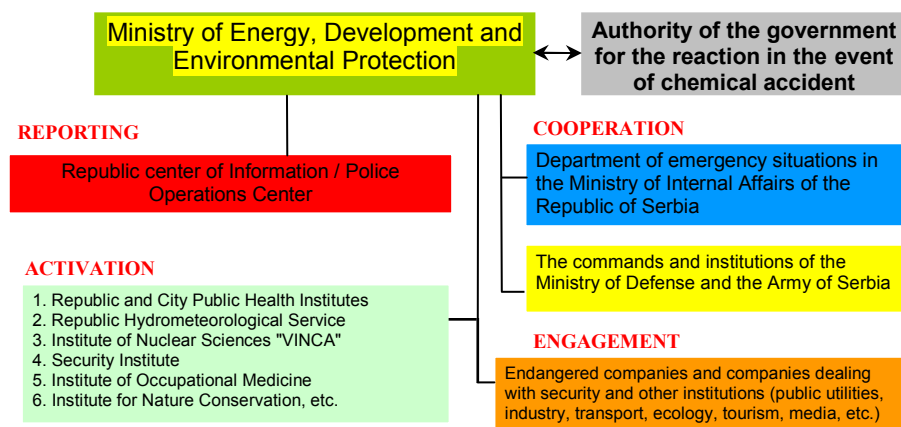 Ministry of Energy, Development and
Environmental Protection
Authority of the government
for the reaction in the event
of chemical accident
REPORTING
Republic center of Information / Police
Operations Center
COOPERATION
Department of emergency situations in
the Ministry of Internal Affairs of the
Republic of Serbia
The commands and institutions of the
Ministry of Defense and the Army of Serbia
ACTIVATION
1. Republic and City Public Health Institutes
2. Republic Hydrometeorological Service
3. Institute of Nuclear Sciences "VINCA"
4. Security Institute
5. Institute of Occupational Medicine
6. Institute for Nature Conservation, etc.
ENGAGEMENT
Endangered companies and companies dealing
with security and other institutions (public utilities,
industry, transport, ecology, tourism, media, etc.)